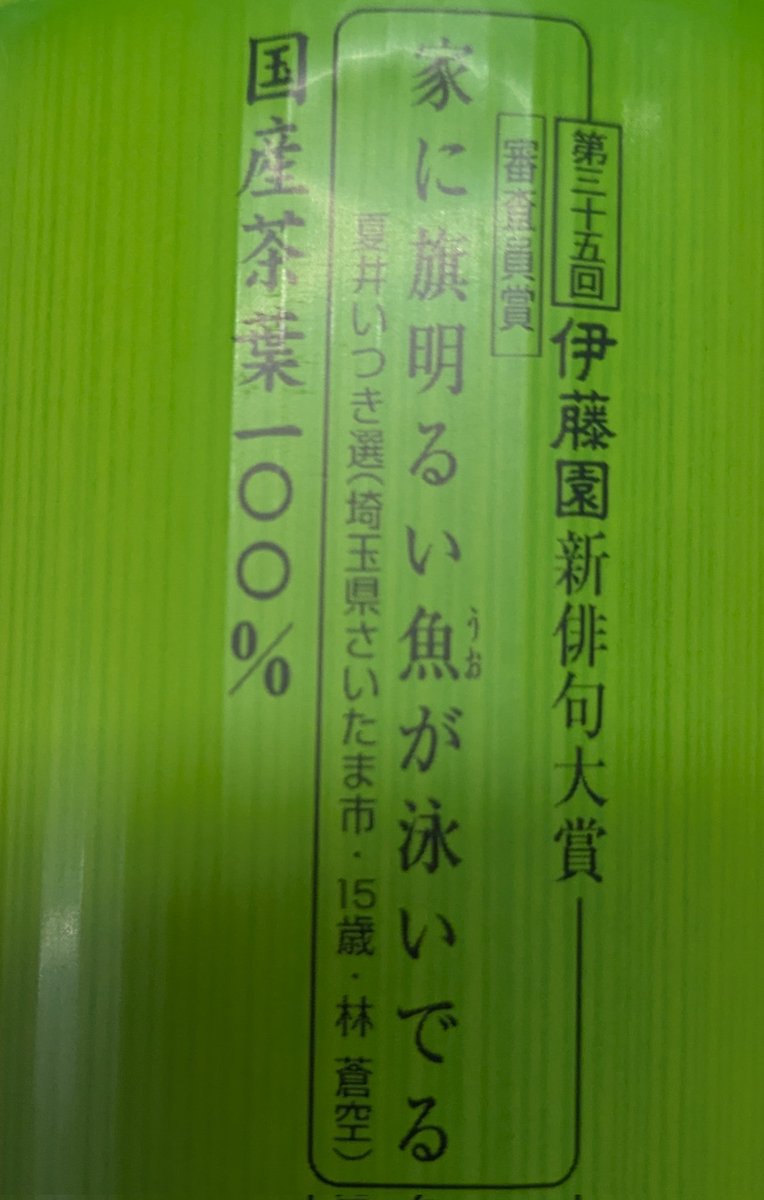 第三十五回 伊藤園新俳句大賞
審査員賞
家に旗明るい魚が泳いでる
うお
夏井いつき選(埼玉県さいたま市・15歳・林 蒼空)
国産茶葉一〇〇%